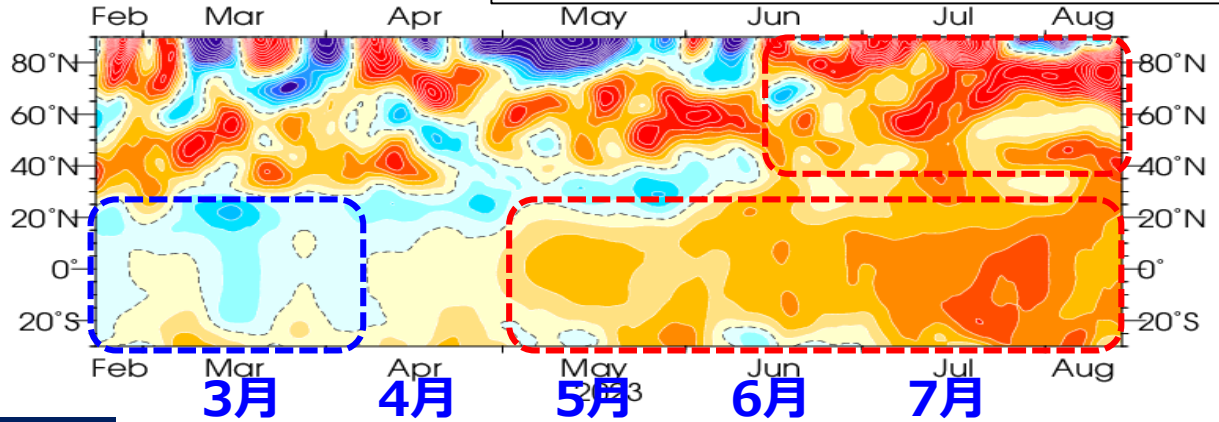 Feb Mar Apr May Jun Jul Aug
80°N 80°N
60°N 60°N
40°N 40°N
20°N 20°N
0° 0°
20°S 20°S
Feb Mar Apr May Jun Jul Aug
2023
3月 4月 5月 6月 7月